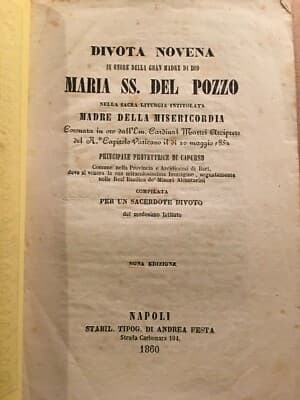 DIVOTA NOVENA
IN ONORE DELLA GRAN MADRE DI DIO
MARIA SS. DEL POZZO
NELLA SACRA LITURGIA INTITOLATA
MADRE DELLA MISERICORDIA
Coronata in oro dall'Em. Cardinal Mattei Arciprete
del R.º Capitolo Vaticano il dì 20 maggio 1852
PRINCIPALE PROTETTRICE DI CAPURSO
Comune nella Provincia e Arcidiocesi di Bari,
dove si venera la sua miracolosissima Immagine, segnatamente
nella Real Basilica de' Minori Alcantarini
COMPILATA
PER UN SACERDOTE DIVOTO
del medesimo Istituto
NONA EDIZIONE
NAPOLI
STABIL. TIPOG. DI ANDREA FESTA
Strada Carbonara 104.
1860